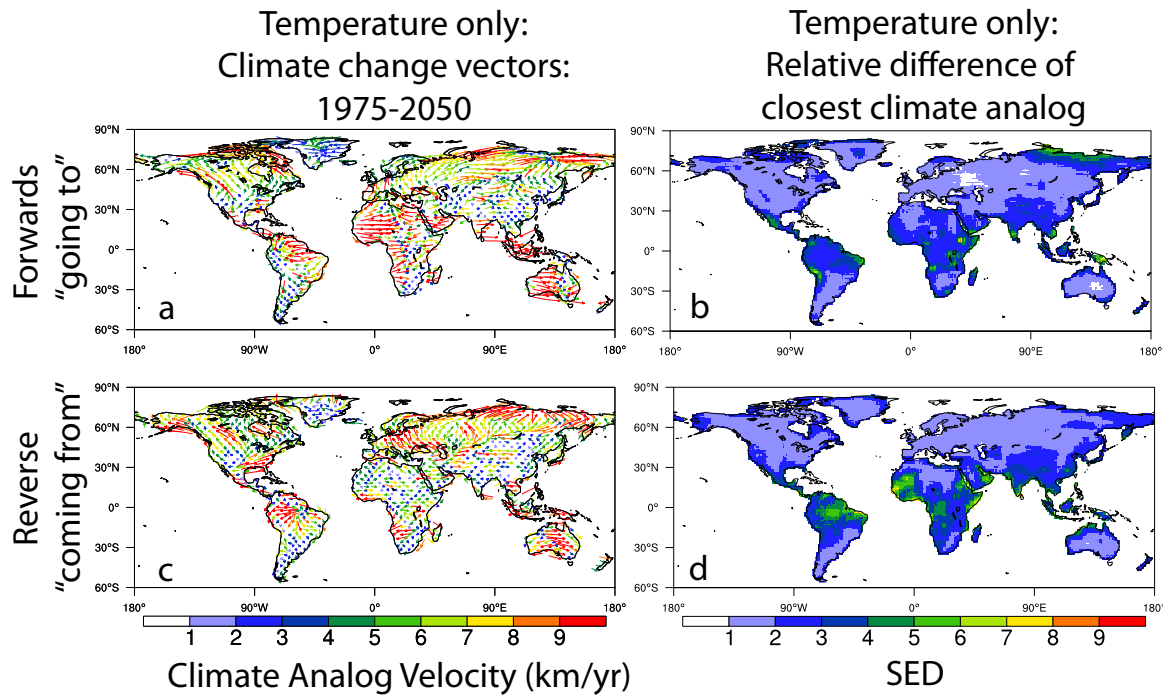 Temperature only:
Climate change vectors:
1975-2050
Temperature only:
Relative difference of
closest climate analog
Forwards
“going to”
90°N
60°N
30°N
0°
30°S
60°S
180°
90°W
0°
90°E
180°
a
90°N
60°N
30°N
0°
30°S
60°S
180°
90°W
0°
90°E
180°
b
Reverse
“coming from”
90°N
60°N
30°N
0°
30°S
60°S
180°
90°W
0°
90°E
180°
c
90°N
60°N
30°N
0°
30°S
60°S
180°
90°W
0°
90°E
180°
d
1 2 3 4 5 6 7 8 9
Climate Analog Velocity (km/yr)
1 2 3 4 5 6 7 8 9
SED